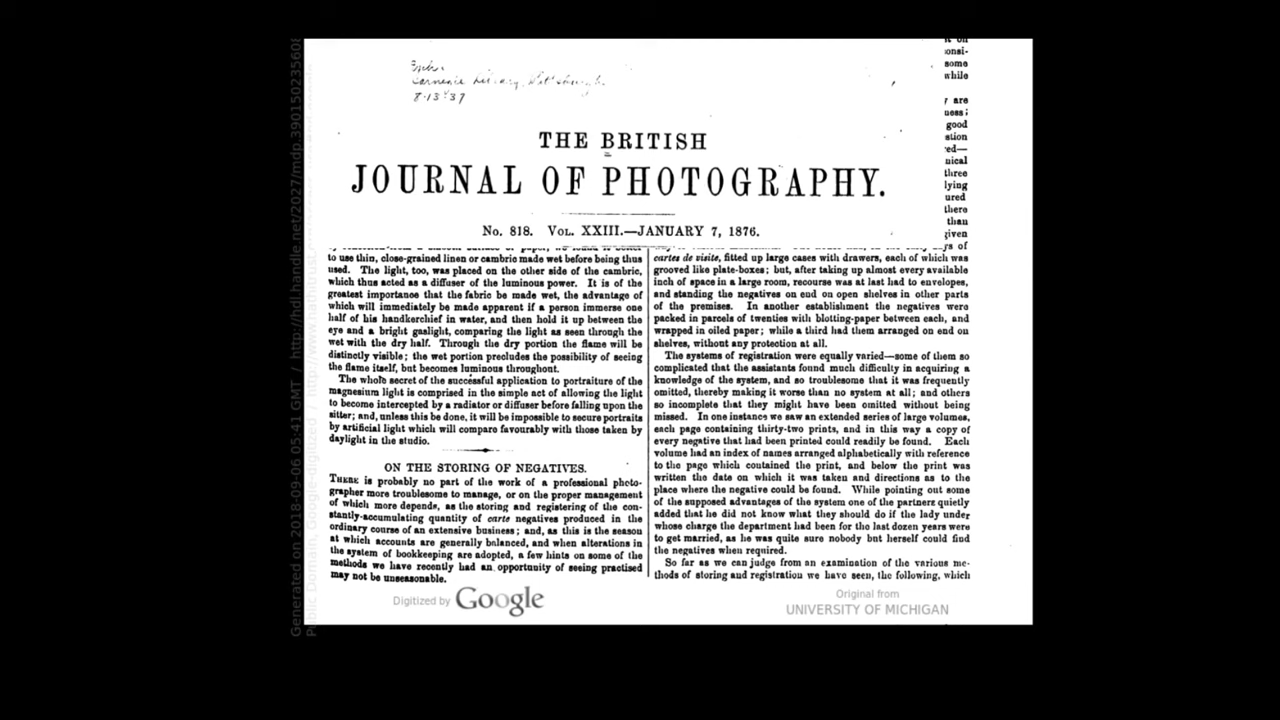 8-13-37
THE BRITISH
JOURNAL OF PHOTOGRAPHY.
No. 818. VOL. XXIII.—JANUARY 7, 1876.
to use thin, close-grained linen or cambric made wet before being thus
used. The light, too, was placed on the other side of the cambric,
which thus acted as a diffuser of the luminous power. It is of the
greatest importance that the fabric be made wet, the advantage of
which will immediately be made apparent if a person immerse one
half of his handkerchief in water, and then hold it up between the
eye and a bright gaslight, comparing the light as seen through the
wet with the dry half. Through the dry portion the flame will be
distinctly visible; the wet portion precludes the possibility of seeing
the flame itself, but becomes luminous throughout.
The whole secret of the successful application to portraiture of the
magnesium light is comprised in the simple act of allowing the light
to become intercepted by a radiator or diffuser before falling upon the
sitter; and, unless this be done, it will be impossible to secure portraits
by artificial light which will compare favourably with those taken by
daylight in the studio.
ON THE STORING OF NEGATIVES.
THERE is probably no part of the work of a professional photo-
grapher more troublesome to manage, or on the proper management
of which more depends, as the storing and registering of the con-
stantly-accumulating quantity of carte negatives produced in the
ordinary course of an extensive business; and, as this is the season
at which accounts are generally balanced, and when alterations in
the system of bookkeeping are adopted, a few hints on some of the
methods we have recently had an opportunity of seeing practised
may not be unseasonable.
cartes de visite, fitted up large cases with drawers, each of which was
grooved like plate-boxes; but, after taking up almost every available
inch of space in a large room, recourse was at last had to envelopes,
and standing the negatives on end on open shelves in other parts
of the premises. In another establishment the negatives were
packed in parcels of twenties with blotting-paper between each, and
wrapped in oiled paper; while a third had them arranged on end on
shelves, without any protection at all.
The systems of registration were equally varied—some of them so
complicated that the assistants found much difficulty in acquiring a
knowledge of the system, and so troublesome that it was frequently
omitted, thereby making it worse than no system at all; and others
so incomplete that they might have been omitted without being
missed. In one instance we saw an extended series of large volumes,
each page containing thirty-two prints, and in this way a copy of
every negative that had been printed could readily be found. Each
volume had an index of names arranged alphabetically with reference
to the page which contained the print, and below the print was
written the date on which it was taken and directions as to the
place where the negative could be found. While pointing out some
of the supposed advantages of the system one of the partners quietly
added that he did not know what they should do if the lady under
whose charge the department had been for the last dozen years were
to get married, as he was quite sure nobody but herself could find
the negatives when required.
So far as we can judge from an examination of the various me-
thods of storing and registration we have seen, the following, which
some
while
y are
good
three
lying
there
than
given
Digitized by Google
Original from
UNIVERSITY OF MICHIGAN
Generated on 2018-09-06 05:41 GMT / http://hdl.handle.net/2027/mdp.3901502356
Public Domain, Google-digitized /